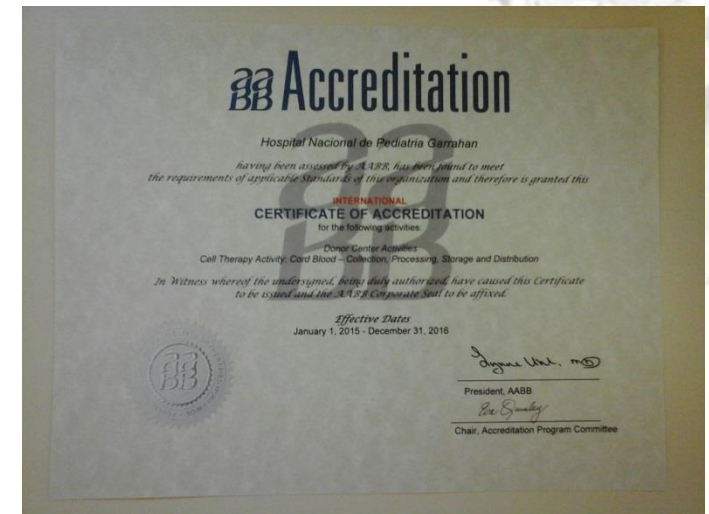 aaBB Accreditation
Hospital Nacional de Pediatria Garrahan
having been assessed by AABB, has been found to meet
the requirements of applicable Standards of this organization and therefore is granted this
INTERNATIONAL
CERTIFICATE OF ACCREDITATION
for the following activities:
Donor Center Activities
Cell Therapy Activity: Cord Blood – Collection, Processing, Storage and Distribution
In Witness whereof the undersigned, being duly authorized, have caused this Certificate
to be issued and the AABB Corporate Seal to be affixed.
Effective Dates
January 1, 2015 - December 31, 2016
aaBB
President, AABB
Chair, Accreditation Program Committee